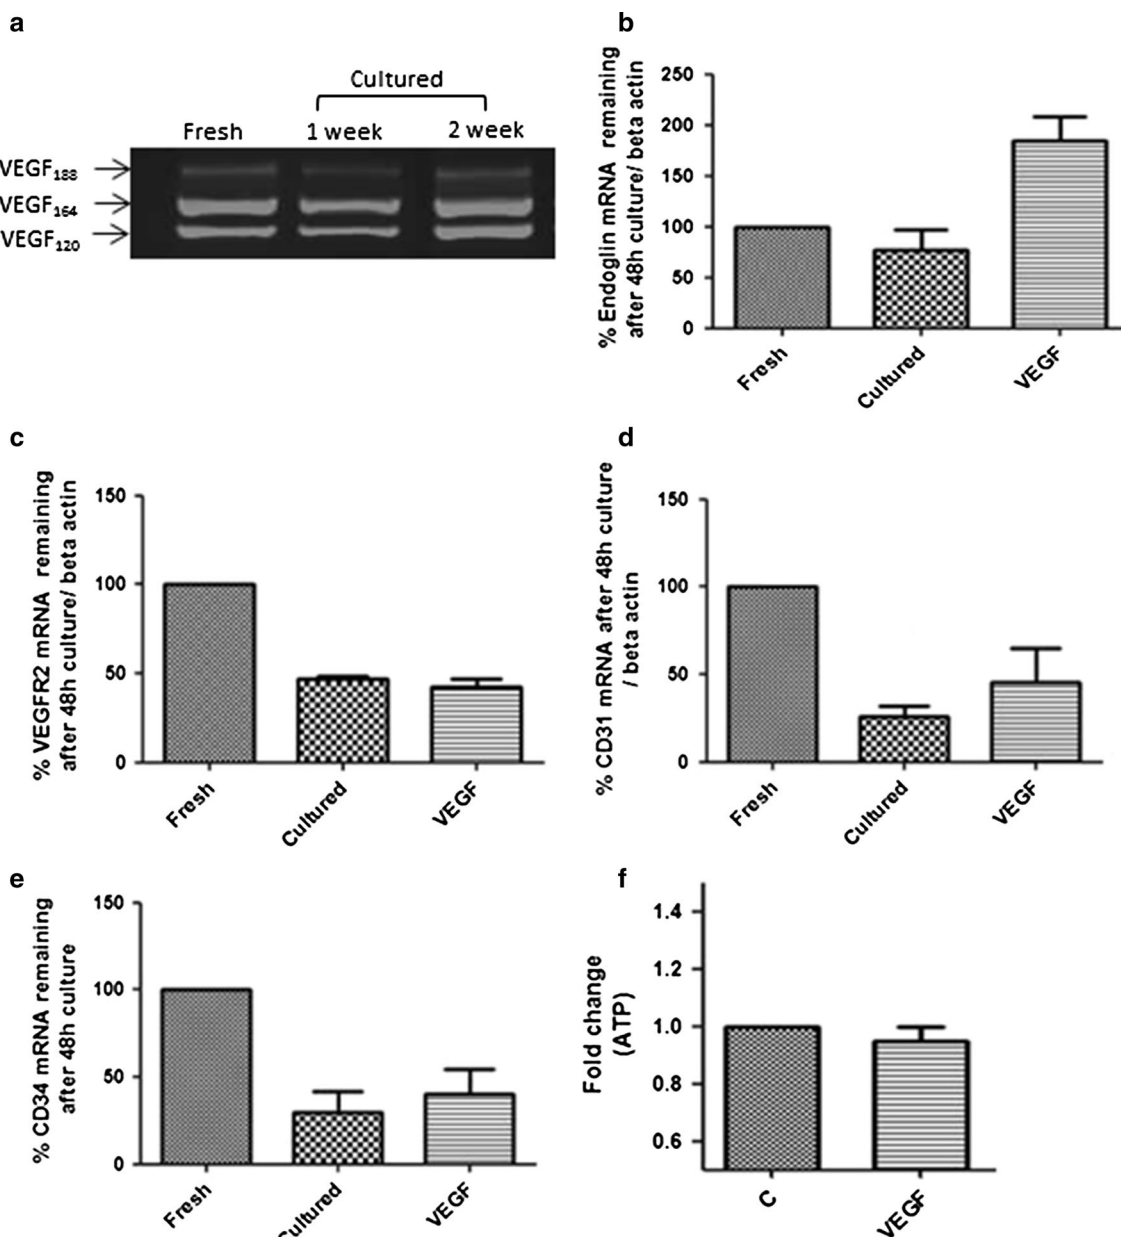 a
Cultured
Fresh
1 week
2 week
VEGF188
VEGF164
VEGF120
b
% Endoglin mRNA remaining
after 48h culture/ beta actin
250
200
150
100
50
0
Fresh
Cultured
VEGF
c
% VEGFR2 mRNA remaining
after 48h culture/ beta actin
150
100
50
0
Fresh
Cultured
VEGF
d
% CD31 mRNA after 48h culture
/ beta actin
150
100
50
0
Fresh
Cultured
VEGF
e
% CD34 mRNA remaining
after 48h culture
150
100
50
0
Fresh
Cultured
VEGF
f
Fold change
(ATP)
1.4
1.2
1.0
0.8
0.6
C
VEGF